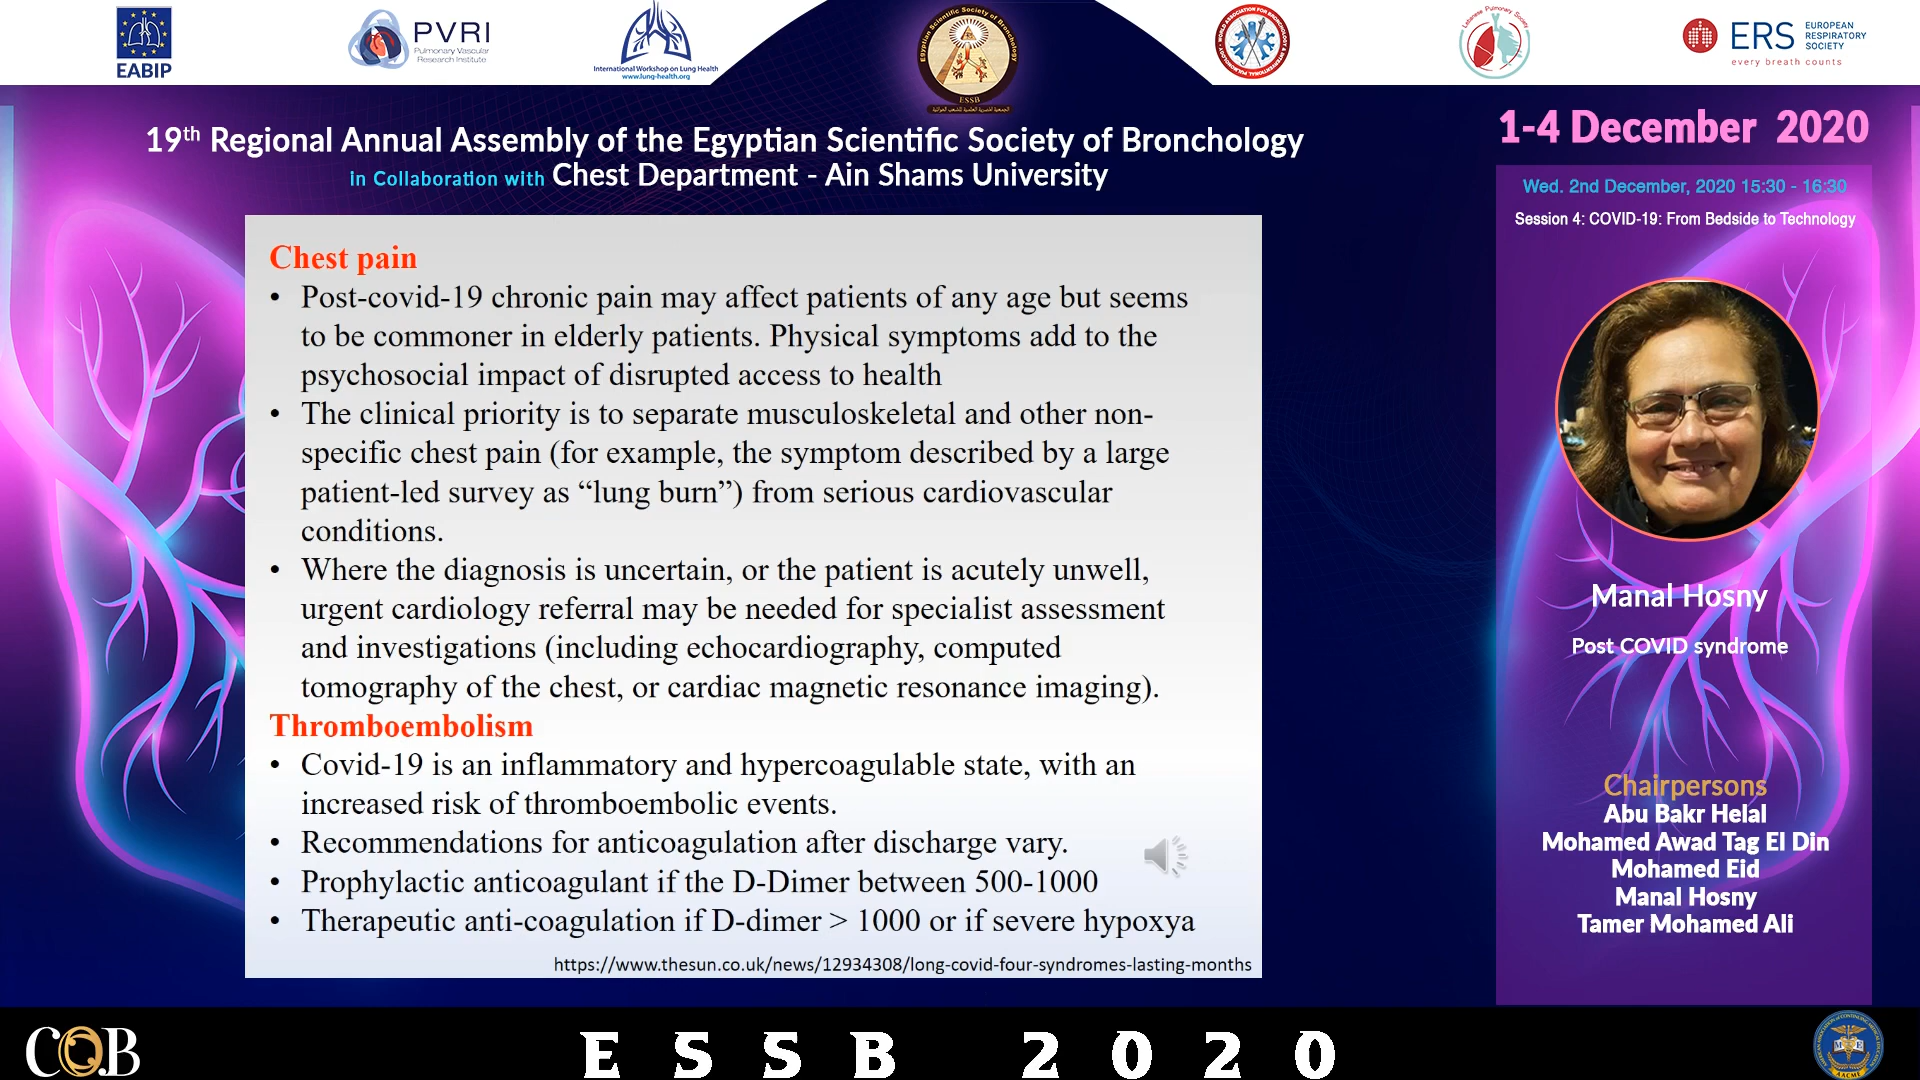 EABIP
PVRI
Pulmonary Vascular
Research Institute
International Workshop on Lung Health
www.lung-health.org
Egyptian Scientific Society of Bronchology
ESSB
Lebanese Pulmonary Society
ERS
EUROPEAN
RESPIRATORY
SOCIETY
every breath counts
19th Regional Annual Assembly of the Egyptian Scientific Society of Bronchology
in Collaboration with Chest Department - Ain Shams University
1-4 December 2020
Wed. 2nd December, 2020 15:30 - 16:30
Session 4: COVID-19: From Bedside to Technology
Chest pain
• Post-covid-19 chronic pain may affect patients of any age but seems
to be commoner in elderly patients. Physical symptoms add to the
psychosocial impact of disrupted access to health
• The clinical priority is to separate musculoskeletal and other non-
specific chest pain (for example, the symptom described by a large
patient-led survey as “lung burn”) from serious cardiovascular
conditions.
• Where the diagnosis is uncertain, or the patient is acutely unwell,
urgent cardiology referral may be needed for specialist assessment
and investigations (including echocardiography, computed
tomography of the chest, or cardiac magnetic resonance imaging).
Thromboembolism
• Covid-19 is an inflammatory and hypercoagulable state, with an
increased risk of thromboembolic events.
• Recommendations for anticoagulation after discharge vary.
• Prophylactic anticoagulant if the D-Dimer between 500-1000
• Therapeutic anti-coagulation if D-dimer > 1000 or if severe hypoxya
https://www.thesun.co.uk/news/12934308/long-covid-four-syndromes-lasting-months
Manal Hosny
Post COVID syndrome
Chairpersons
Abu Bakr Helal
Mohamed Awad Tag El Din
Mohamed Eid
Manal Hosny
Tamer Mohamed Ali
COB
ESSB 2020
AACME